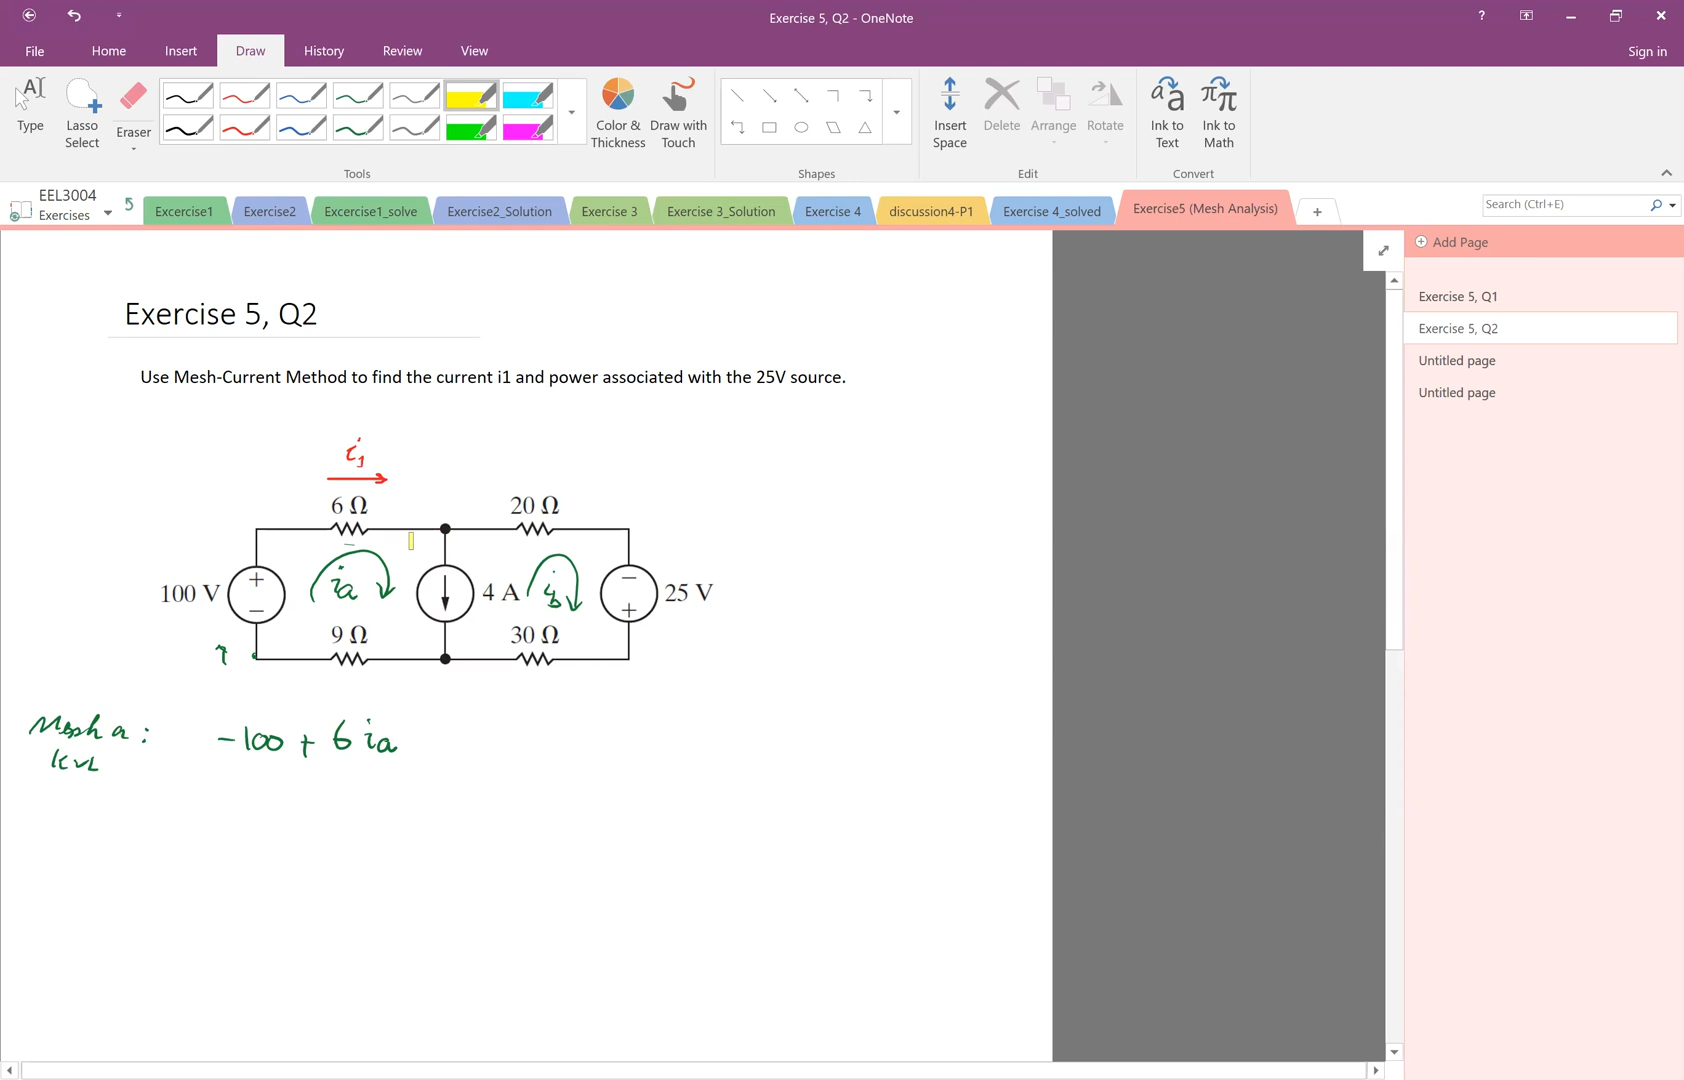 Exercise 5, Q2 - OneNote
?
File Home Insert Draw History Review View
Sign in
Type
Lasso Select
Eraser
Color & Thickness
Draw with Touch
Insert Space
Delete
Arrange
Rotate
Ink to Text
Ink to Math
Tools
Shapes
Edit
Convert
EEL3004
Exercises
Excercise1
Exercise2
Excercise1_solve
Exercise2_Solution
Exercise 3
Exercise 3_Solution
Exercise 4
discussion4-P1
Exercise 4_solved
Exercise5 (Mesh Analysis)
+
Search (Ctrl+E)
Add Page
Exercise 5, Q1
Exercise 5, Q2
Untitled page
Untitled page
Exercise 5, Q2
Use Mesh-Current Method to find the current i1 and power associated with the 25V source.
i1
6 Ω
20 Ω
100 V
+
−
ia
4 A
ib
−
+
25 V
9 Ω
30 Ω
Mesh a :
KVL
-100 + 6 ia